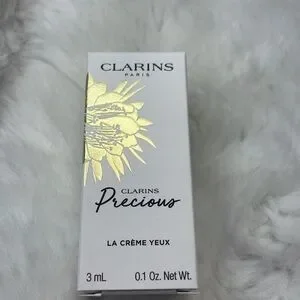 CLARINS
PARIS
CLARINS
Precious
LA CRÈME YEUX
3 mL 0.1 Oz. Net Wt.